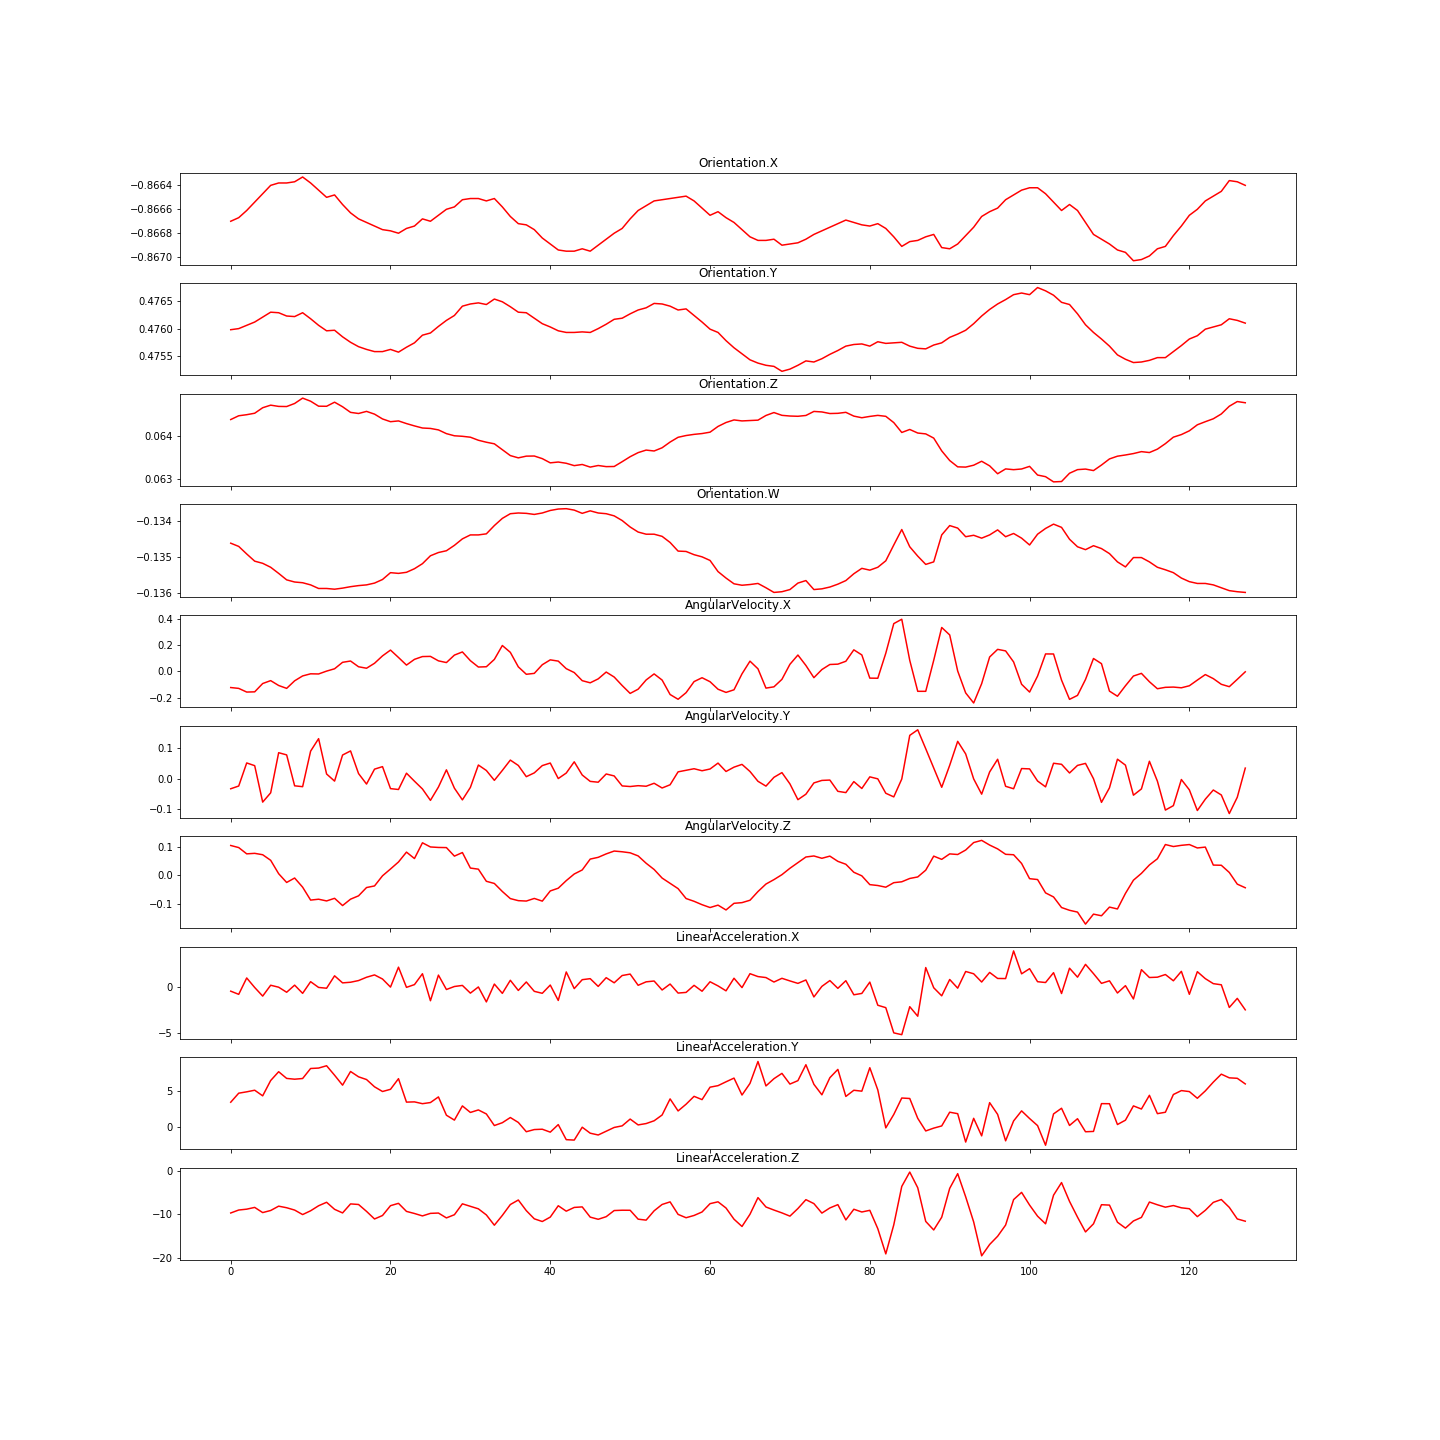 Orientation.X
−0.8664
−0.8666
−0.8668
−0.8670
Orientation.Y
0.4765
0.4760
0.4755
Orientation.Z
0.064
0.063
Orientation.W
−0.134
−0.135
−0.136
AngularVelocity.X
0.4
0.2
0.0
−0.2
AngularVelocity.Y
0.1
0.0
−0.1
AngularVelocity.Z
0.1
0.0
−0.1
LinearAcceleration.X
0
−5
LinearAcceleration.Y
5
0
LinearAcceleration.Z
0
−10
−20
0 20 40 60 80 100 120